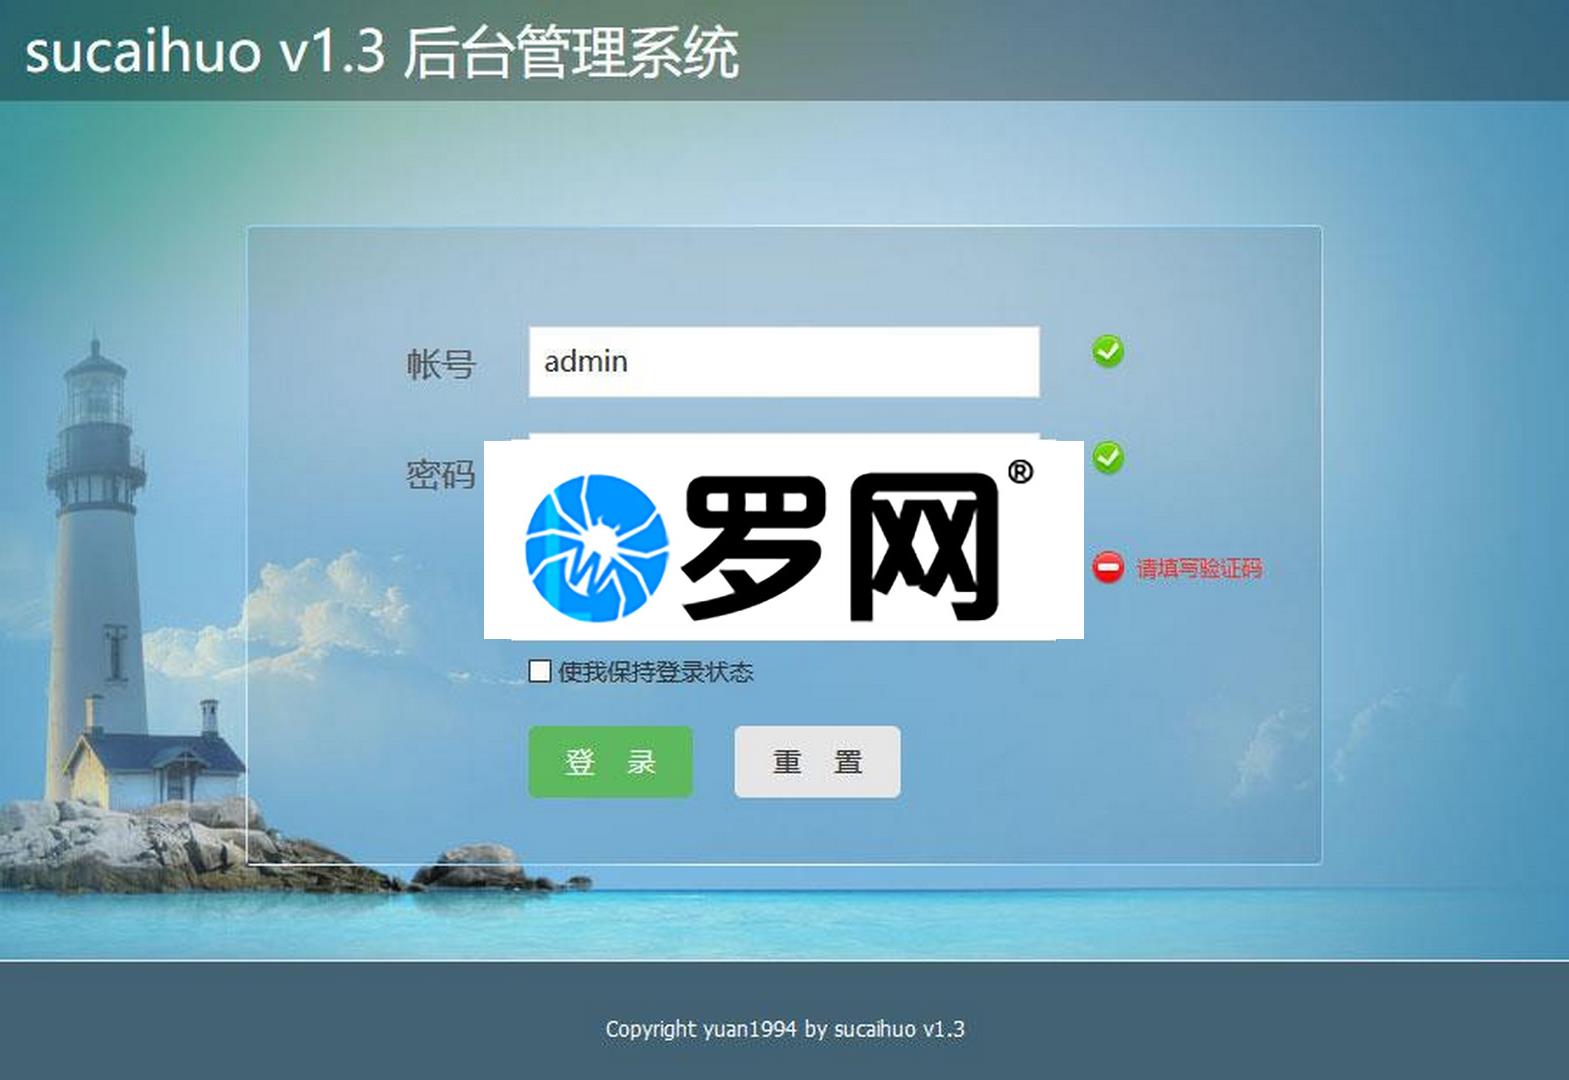 sucaihuo v1.3 后台管理系统
帐号 admin
密码
罗网®
请填写验证码
使我保持登录状态
登 录 重 置
Copyright yuan1994 by sucaihuo v1.3